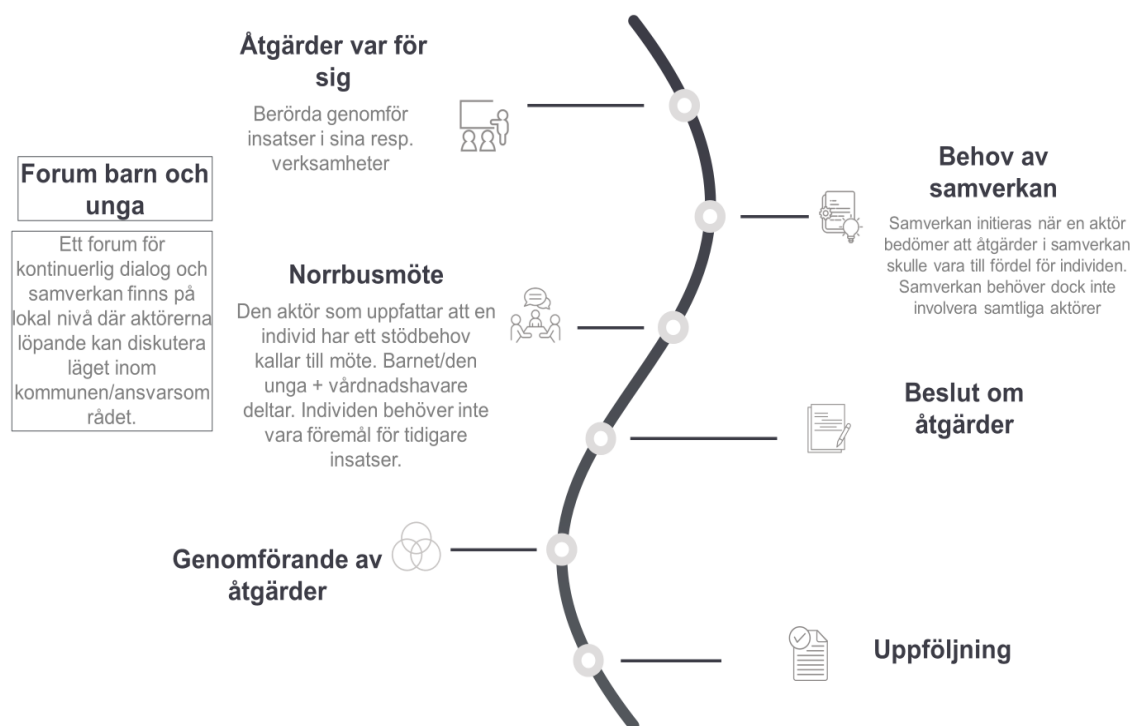 Åtgärder var för
sig
Berörda genomför
insatser i sina resp.
verksamheter
Forum barn och
unga
Ett forum för
kontinuerlig dialog och
samverkan finns på
lokal nivå där aktörerna
löpande kan diskutera
läget inom
kommunen/ansvarsom
rådet.
Behov av
samverkan
Samverkan initieras när en aktör
bedömer att åtgärder i samverkan
skulle vara till fördel för individen.
Samverkan behöver dock inte
involvera samtliga aktörer
Norrbusmöte
Den aktör som uppfattar att en
individ har ett stödbehov
kallar till möte. Barnet/den
unga + vårdnadshavare
deltar. Individen behöver inte
vara föremål för tidigare
insatser.
Beslut om
åtgärder
Genomförande av
åtgärder
Uppföljning